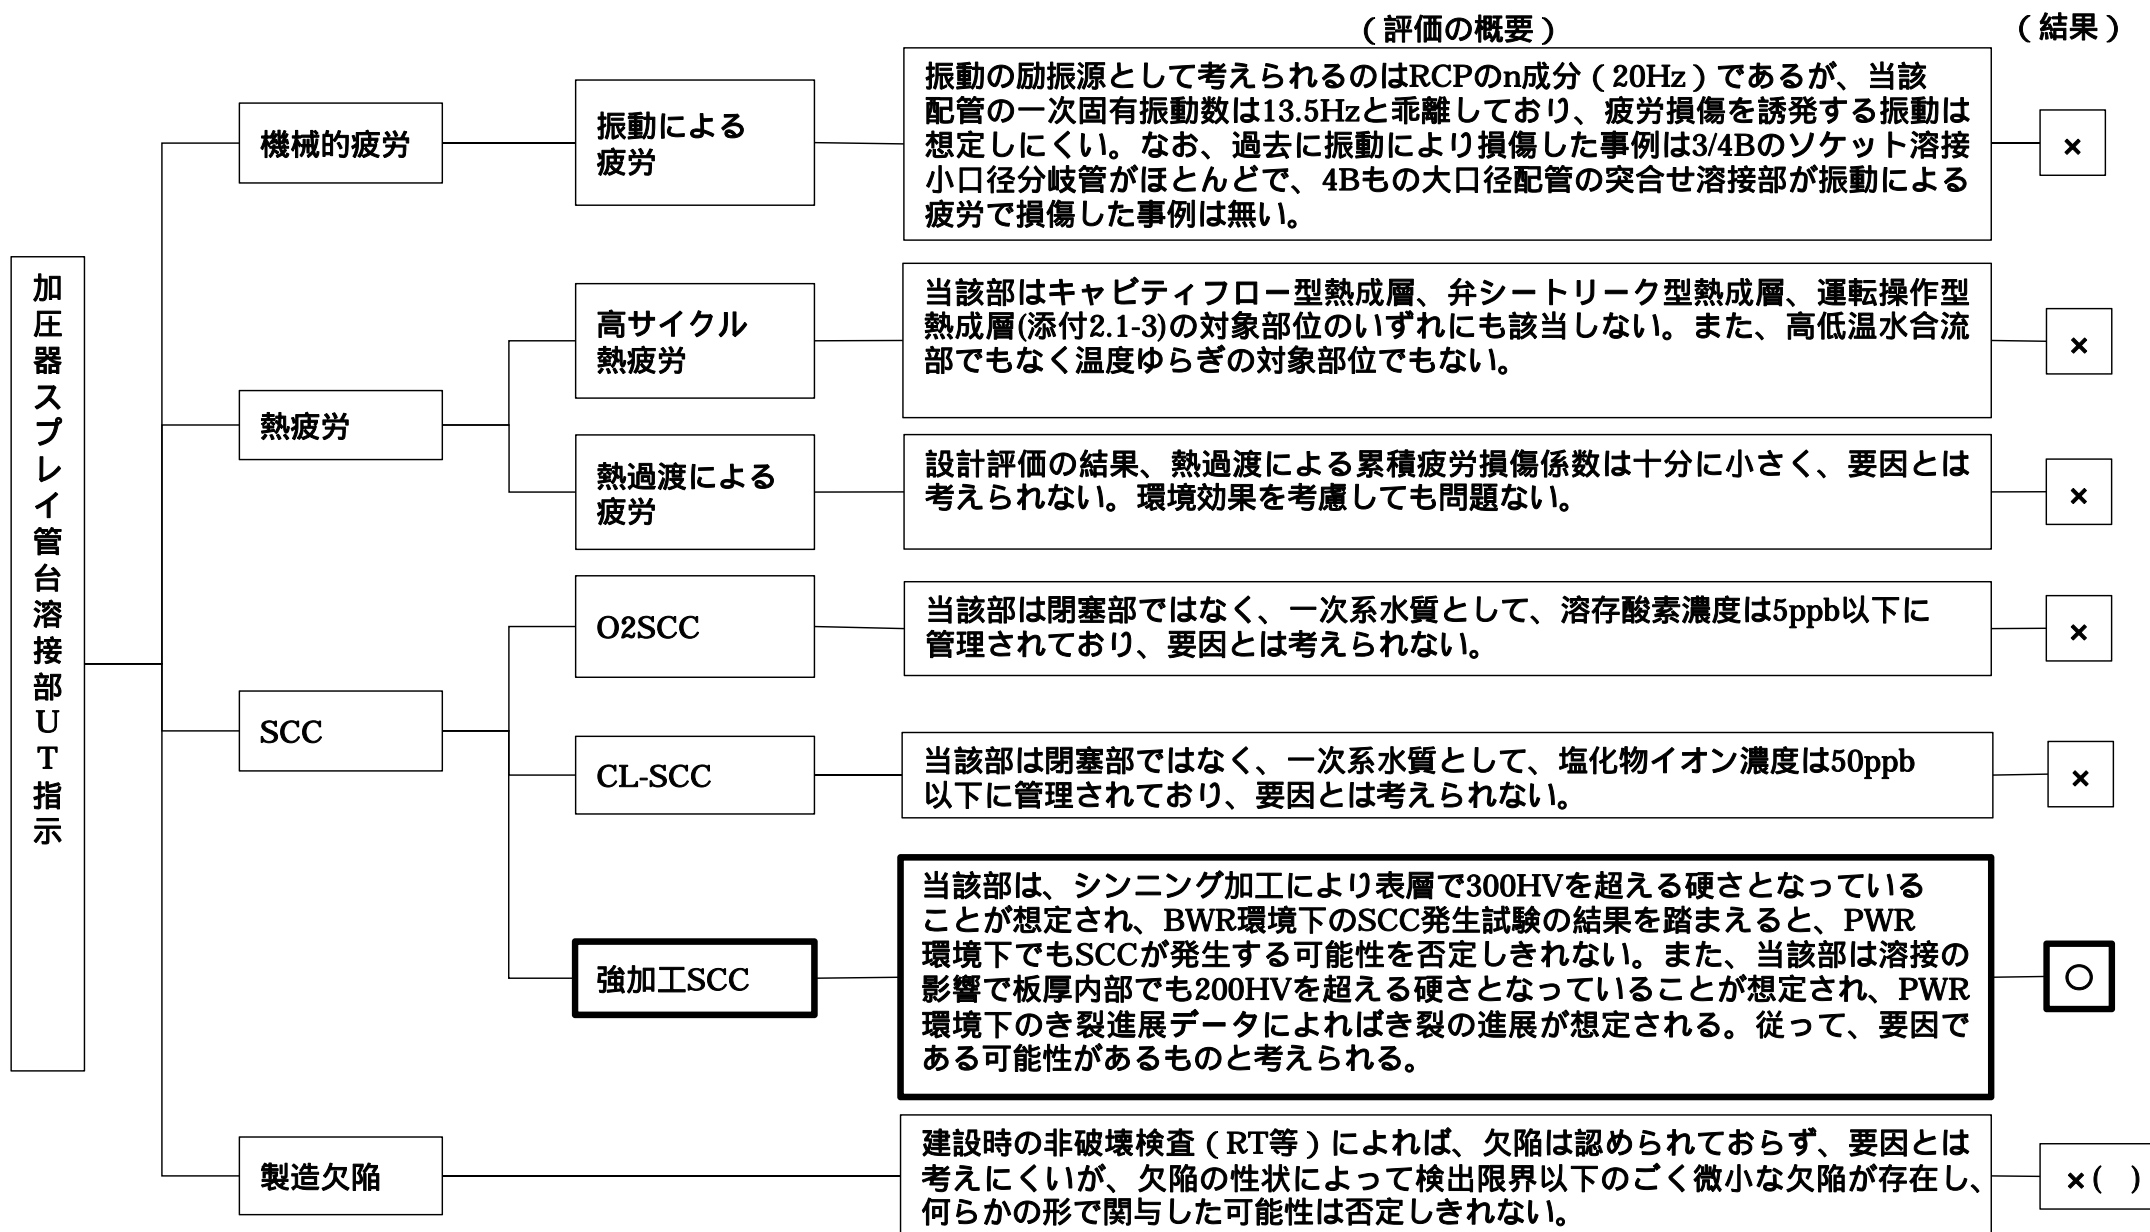 （評価の概要）
（結果）
加圧器スプレイ管台溶接部UT指示
機械的疲労
振動による
疲労
振動の励振源として考えられるのはRCPのn成分（20Hz）であるが、当該
配管の一次固有振動数は13.5Hzと乖離しており、疲労損傷を誘発する振動は
想定しにくい。なお、過去に振動により損傷した事例は3/4Bのソケット溶接
小口径分岐管がほとんどで、4Bもの大口径配管の突合せ溶接部が振動による
疲労で損傷した事例は無い。
×
熱疲労
高サイクル
熱疲労
当該部はキャビティフロー型熱成層、弁シートリーク型熱成層、運転操作型
熱成層(添付2.1-3)の対象部位のいずれにも該当しない。また、高低温水合流
部でもなく温度ゆらぎの対象部位でもない。
×
熱過渡による
疲労
設計評価の結果、熱過渡による累積疲労損傷係数は十分に小さく、要因とは
考えられない。環境効果を考慮しても問題ない。
×
SCC
O2SCC
当該部は閉塞部ではなく、一次系水質として、溶存酸素濃度は5ppb以下に
管理されており、要因とは考えられない。
×
CL-SCC
当該部は閉塞部ではなく、一次系水質として、塩化物イオン濃度は50ppb
以下に管理されており、要因とは考えられない。
×
強加工SCC
当該部は、シンニング加工により表層で300HVを超える硬さとなっている
ことが想定され、BWR環境下のSCC発生試験の結果を踏まえると、PWR
環境下でもSCCが発生する可能性を否定しきれない。また、当該部は溶接の
影響で板厚内部でも200HVを超える硬さとなっていることが想定され、PWR
環境下のき裂進展データによればき裂の進展が想定される。従って、要因で
ある可能性があるものと考えられる。
○
製造欠陥
建設時の非破壊検査（RT等）によれば、欠陥は認められておらず、要因とは
考えにくいが、欠陥の性状によって検出限界以下のごく微小な欠陥が存在し、
何らかの形で関与した可能性は否定しきれない。
×( )